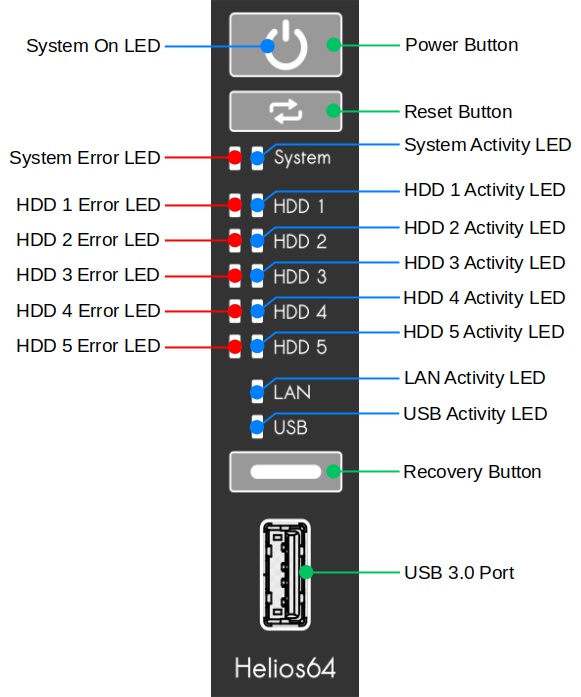 System On LED
Power Button
Reset Button
System Activity LED
System Error LED
System
HDD 1 Activity LED
HDD 1 Error LED
HDD 1
HDD 2 Activity LED
HDD 2 Error LED
HDD 2
HDD 3 Activity LED
HDD 3 Error LED
HDD 3
HDD 4 Activity LED
HDD 4 Error LED
HDD 4
HDD 5 Activity LED
HDD 5 Error LED
HDD 5
LAN Activity LED
LAN
USB Activity LED
USB
Recovery Button
USB 3.0 Port
Helios64